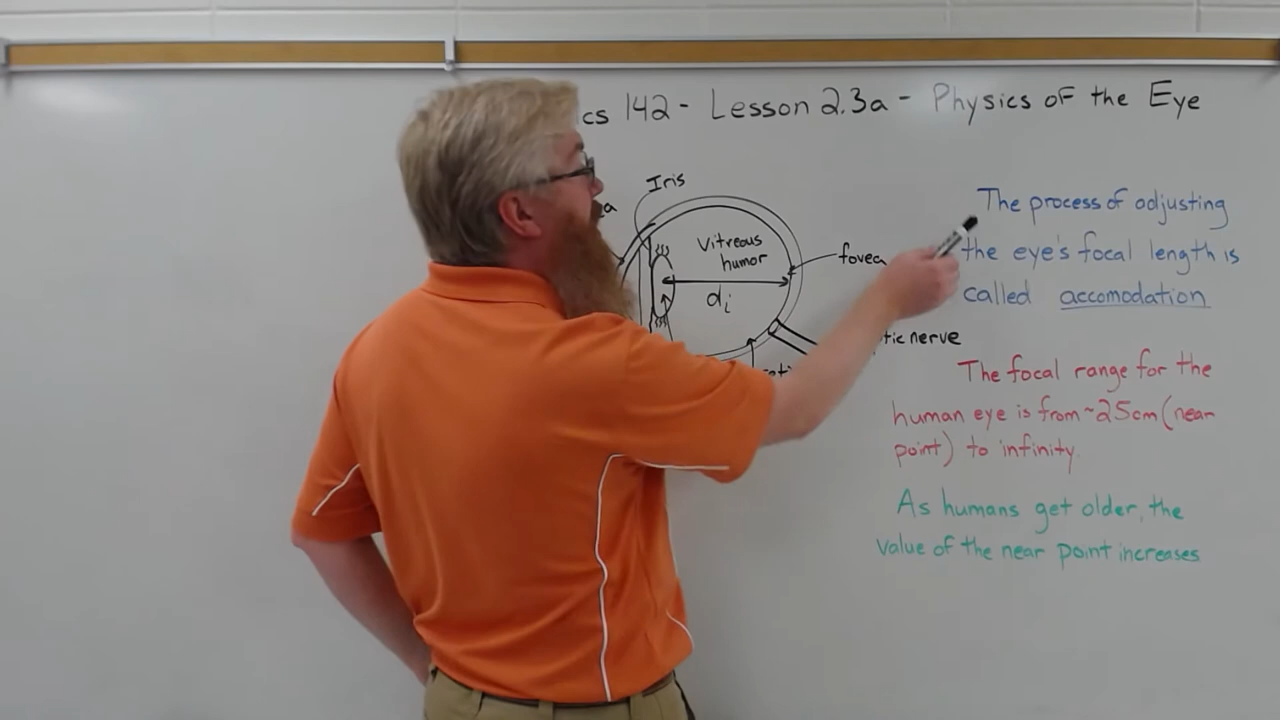 142 - Lesson 2.3a - Physics of the Eye
Iris
Vitreous
humor
fovea
di
The process of adjusting
the eye's focal length is
called accomodation
nerve
The focal range for the
human eye is from ~25cm (near
point) to infinity.
As humans get older, the
value of the near point increases